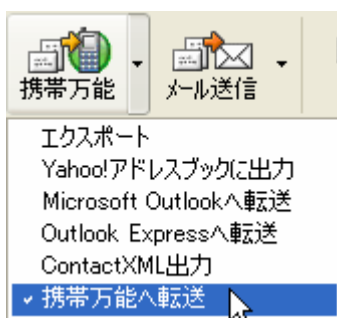 携帯万能
メール送信
エクスポート
Yahoo!アドレスブックに出力
Microsoft Outlookへ転送
Outlook Expressへ転送
ContactXML出力
携帯万能へ転送